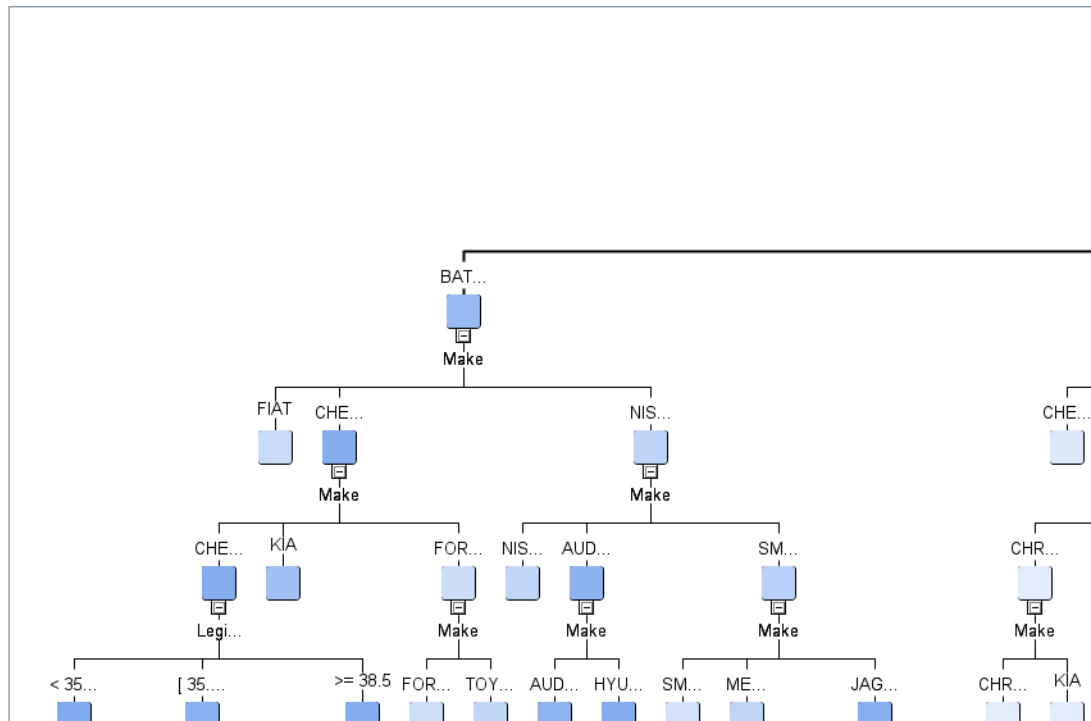 BAT...
Make
FIAT CHE... NIS... CHE...
Make Make
CHE... KIA FOR... NIS... AUD... SM... CHR...
Legi... Make Make Make Make
< 35... [ 35.... >= 38.5 FOR... TOY... AUD... HYU... SM... ME... JAG... CHR... KIA